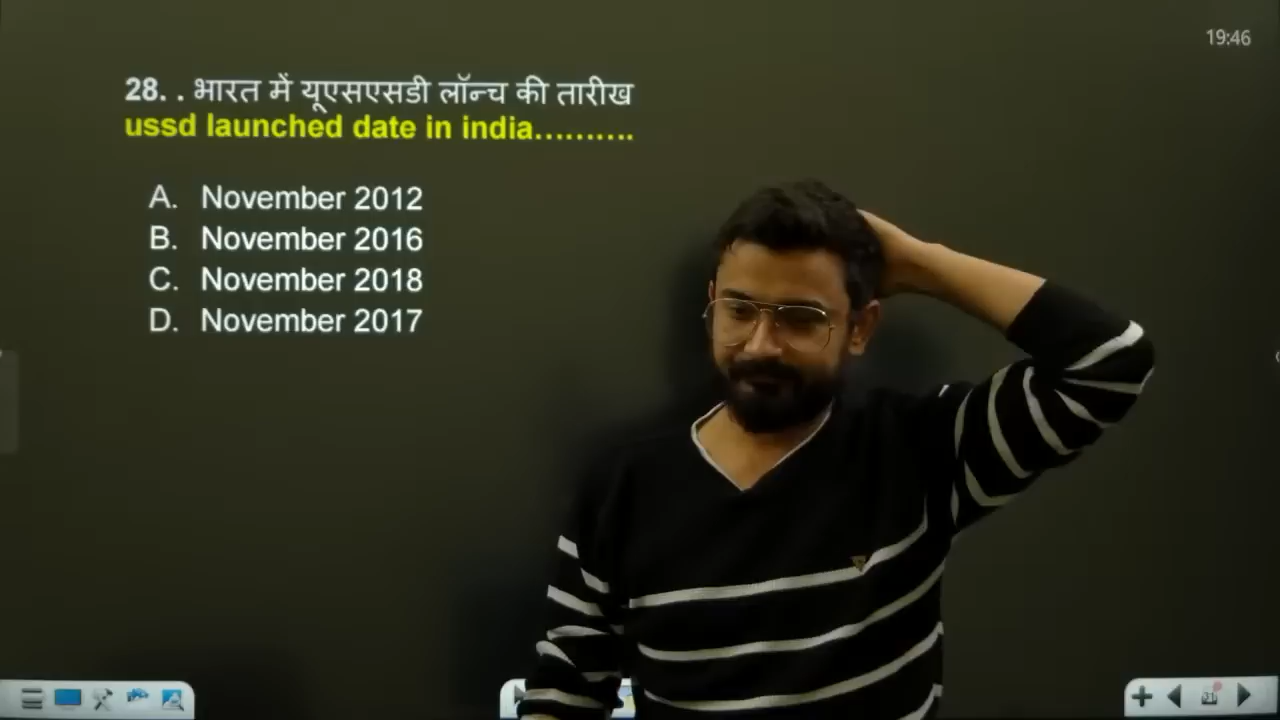 19:46
28. . भारत में यूएसएसडी लॉन्च की तारीख
ussd launched date in india..........
A. November 2012
B. November 2016
C. November 2018
D. November 2017